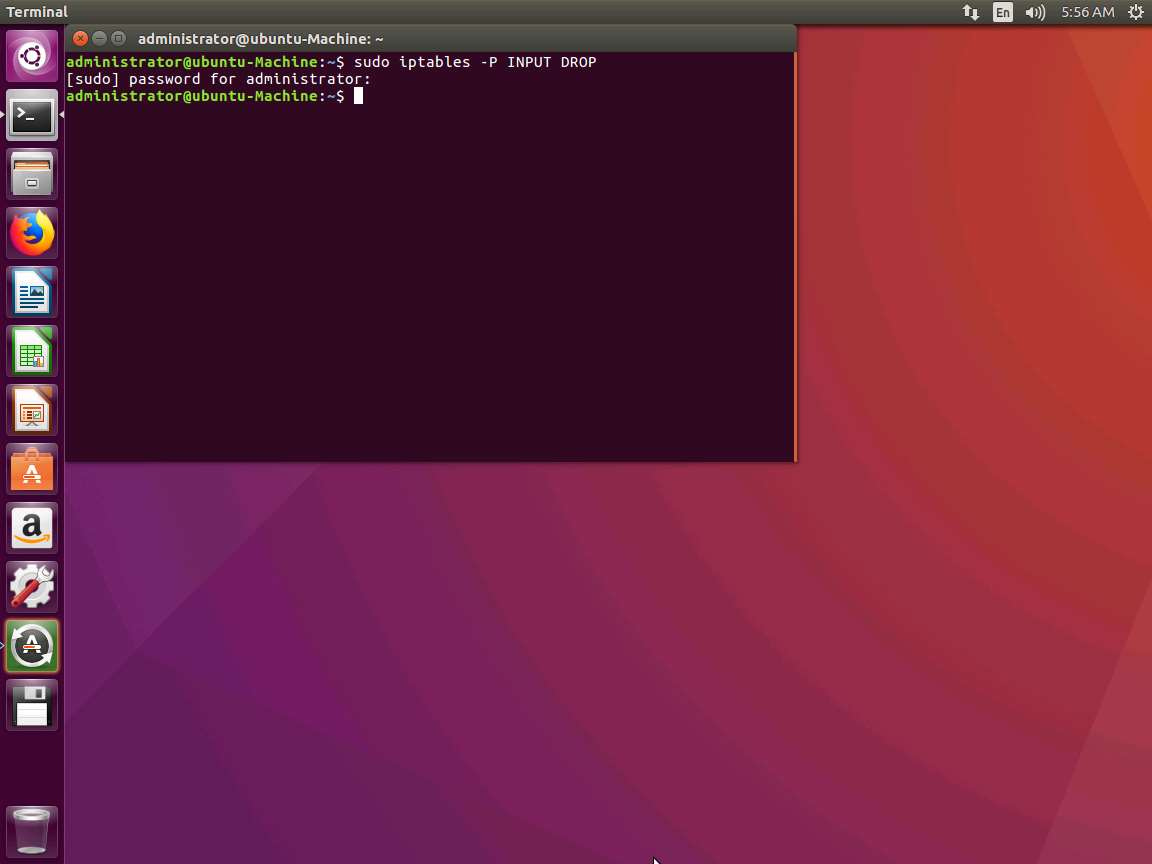 Terminal
En
5:56 AM
administrator@ubuntu-Machine: ~
administrator@ubuntu-Machine:~$ sudo iptables -P INPUT DROP
[sudo] password for administrator:
administrator@ubuntu-Machine:~$